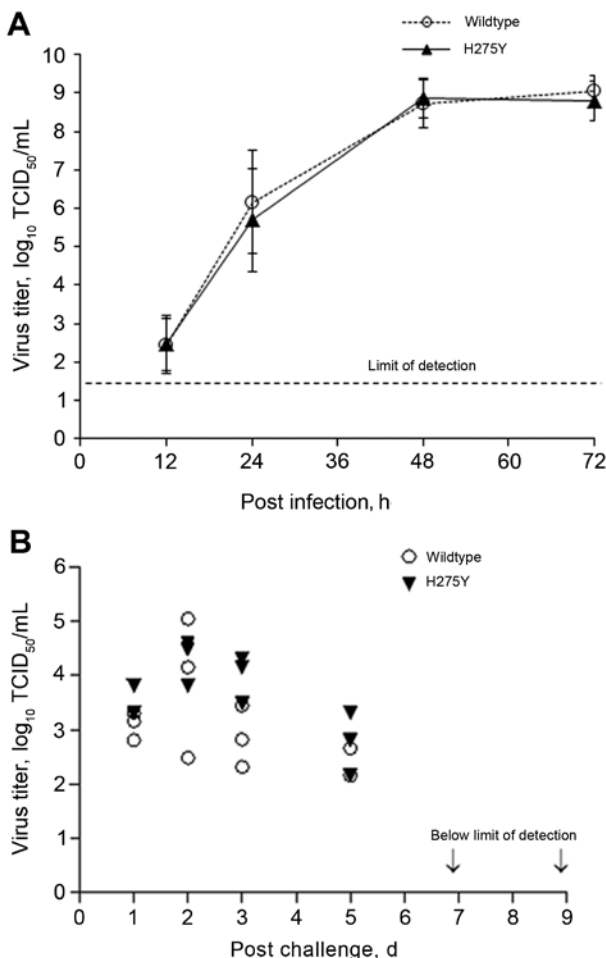 A
Wildtype
H275Y
10
9
8
7
6
5
4
3
2
1
0
Virus titer, log10 TCID50/mL
Limit of detection
0 12 24 36 48 60 72
Post infection, h
B
Wildtype
H275Y
6
5
4
3
2
1
0
Virus titer, log10 TCID50/mL
Below limit of detection
0 1 2 3 4 5 6 7 8 9
Post challenge, d